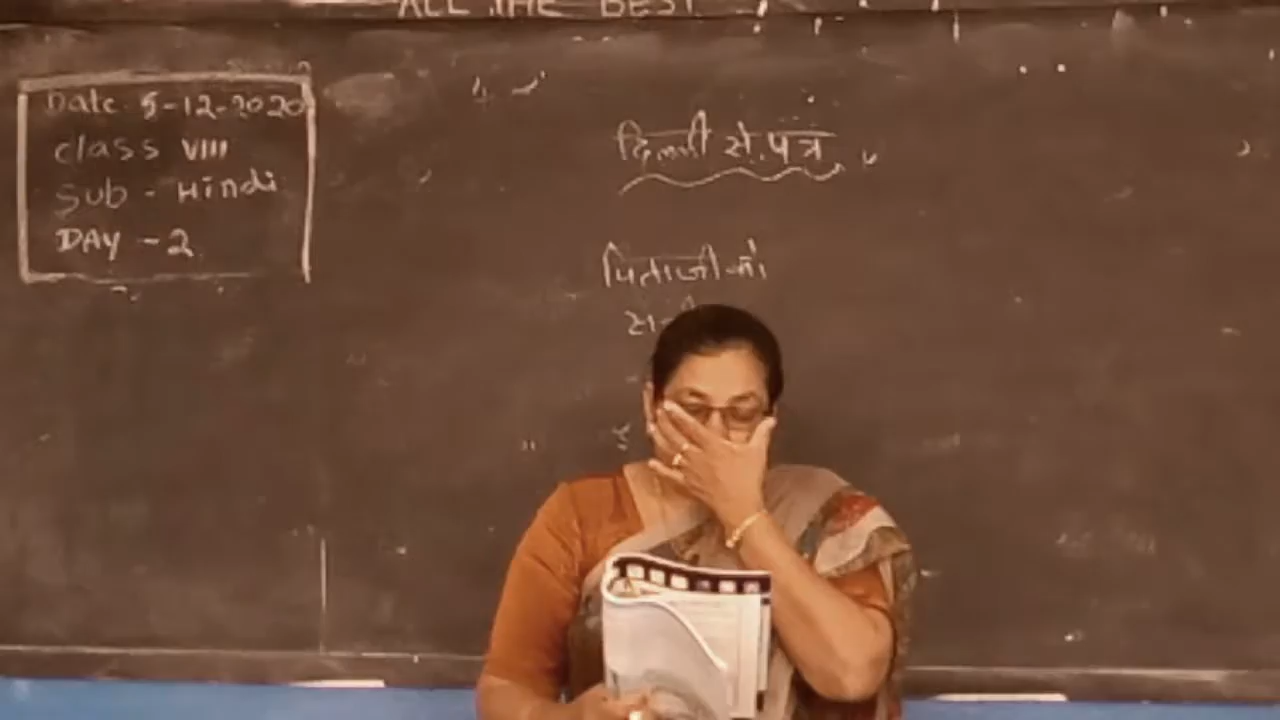 ALL THE BEST
Date 5-12-2020
class VIII
Sub - Hindi
DAY - 2
दिल्ली से पत्र
पिताजी